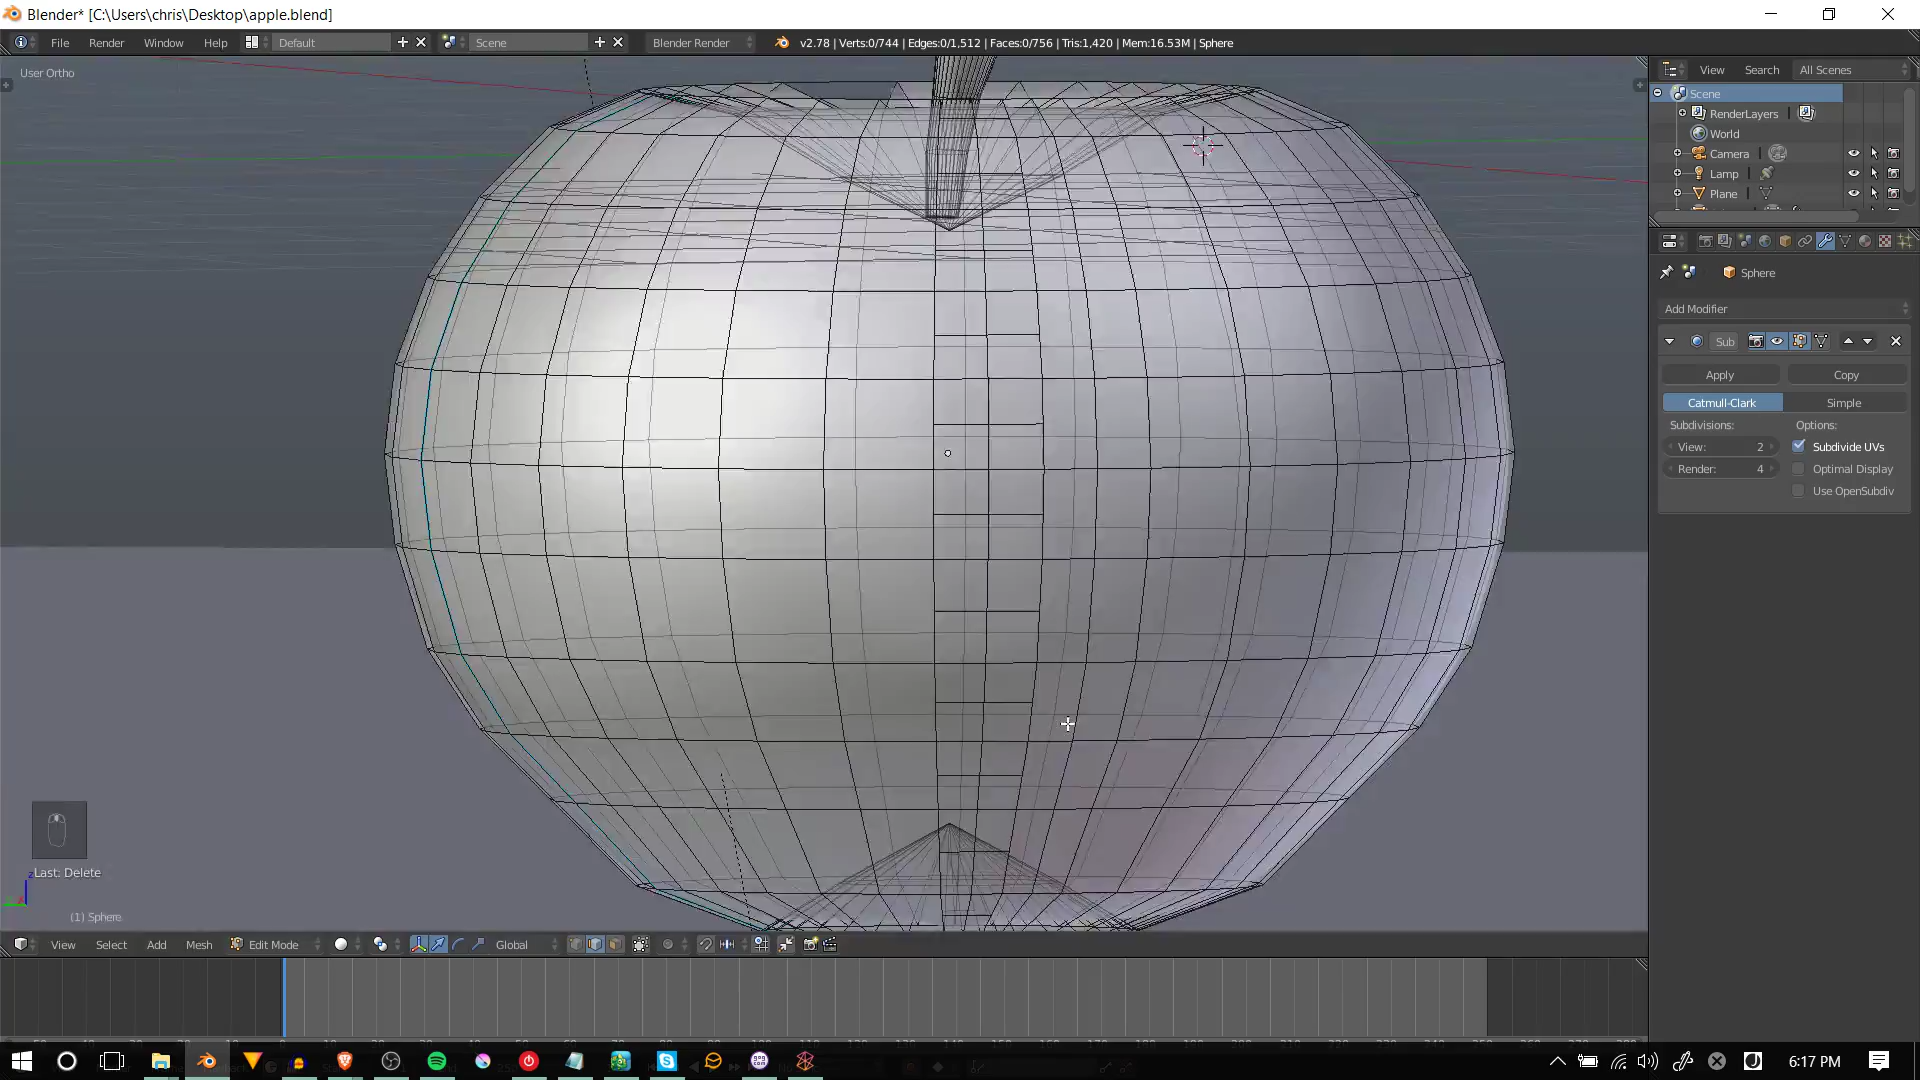 Blender* [C:\Users\chris\Desktop\apple.blend]
File Render Window Help Default Scene Blender Render v2.78 | Verts:0/744 | Edges:0/1,512 | Faces:0/756 | Tris:1,420 | Mem:16.53M | Sphere
User Ortho
View Search All Scenes
Scene
RenderLayers
World
Camera
Lamp
Plane
Sphere
Add Modifier
Sub
Apply Copy
Catmull-Clark Simple
Subdivisions: Options:
View: 2 Subdivide UVs
Render: 4 Optimal Display
Use OpenSubdiv
Last: Delete
z
(1) Sphere
View Select Add Mesh Edit Mode Global
6:17 PM